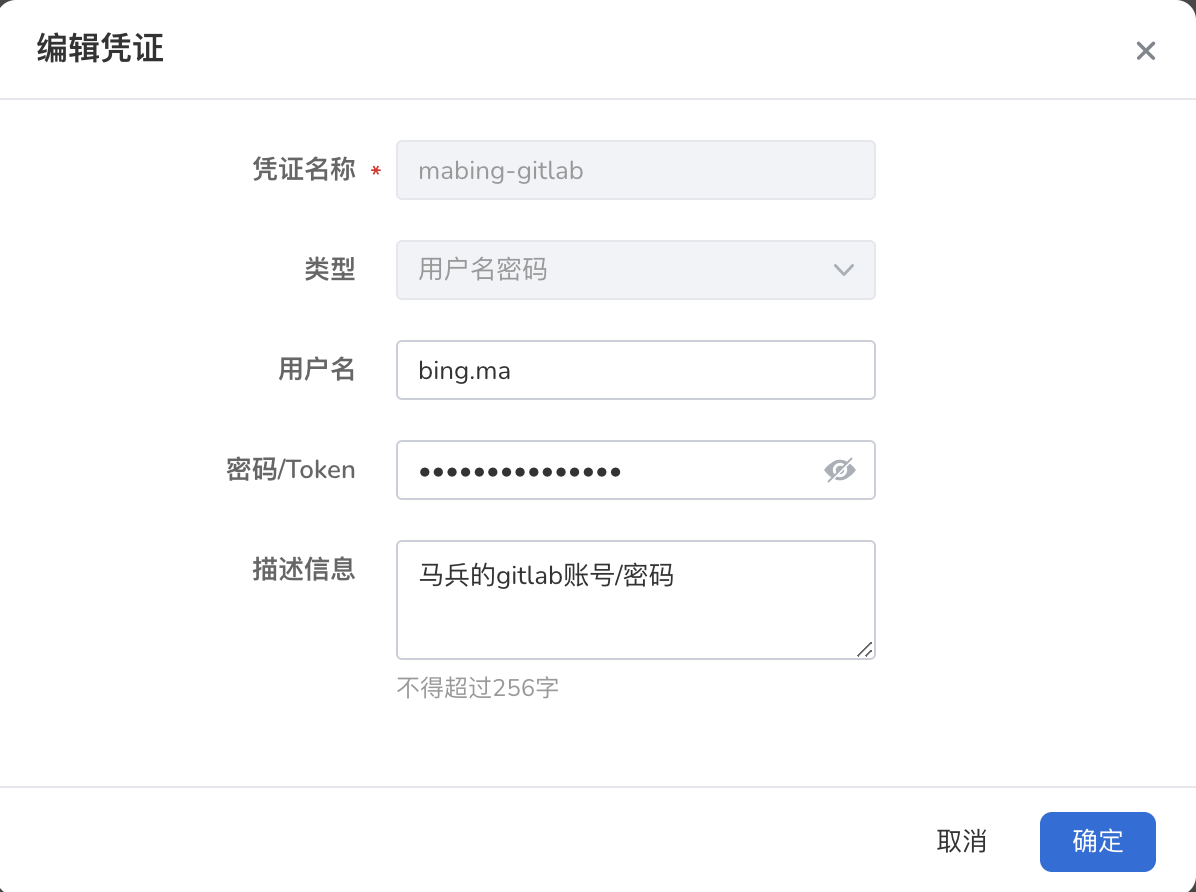 编辑凭证
凭证名称 * mabing-gitlab
类型 用户名密码
用户名 bing.ma
密码/Token ●●●●●●●●●●●●●●●
描述信息 马兵的gitlab账号/密码
不得超过256字
取消 确定